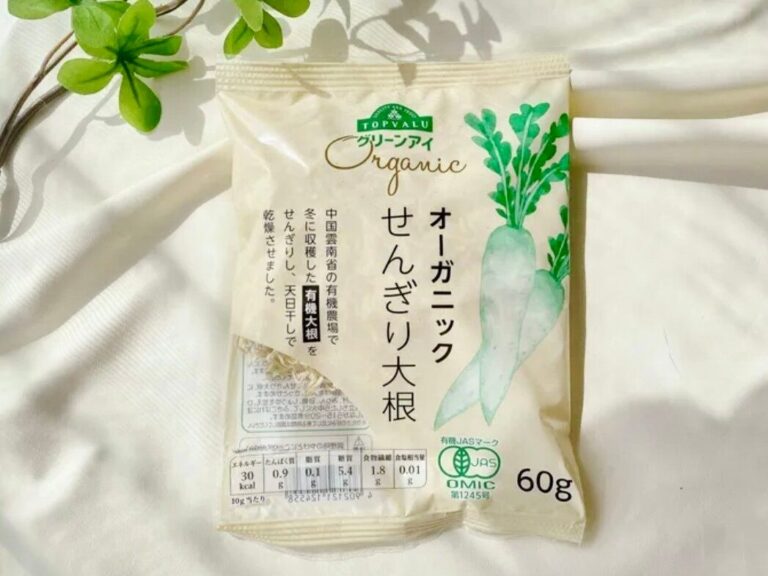 TOPVALU
グリーンアイ
Organic
オーガニック
せんぎり大根
中国雲南省の有機農場で
冬に収穫した有機大根を
せんぎりし、天日干しで
乾燥させました。
エネルギー たんぱく質 脂質 糖質 食物繊維 食塩相当量
30 kcal 0.9 g 0.1 g 5.4 g 1.8 g 0.01 g
10g当たり
有機JASマーク
JAS
OMIC
第1245号
60g